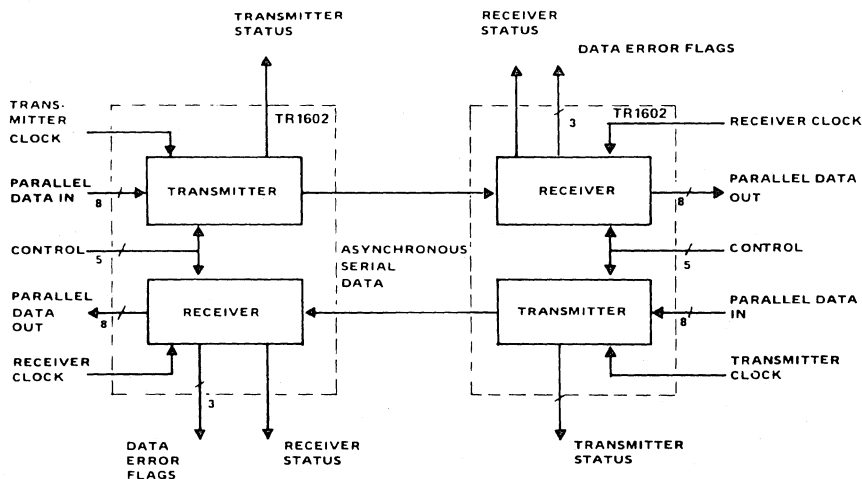 TRANSMITTER
STATUS
RECEIVER
STATUS
DATA ERROR FLAGS
TRANS-
MITTER
CLOCK
TR1602
3
TR1602
RECEIVER CLOCK
PARALLEL
DATA IN
8
TRANSMITTER
RECEIVER
8
PARALLEL DATA
OUT
CONTROL
5
ASYNCHRONOUS
SERIAL
DATA
CONTROL
5
PARALLEL
DATA
OUT
8
RECEIVER
TRANSMITTER
8
PARALLEL DATA
IN
RECEIVER
CLOCK
3
TRANSMITTER
CLOCK
DATA
ERROR
FLAGS
RECEIVER
STATUS
TRANSMITTER
STATUS